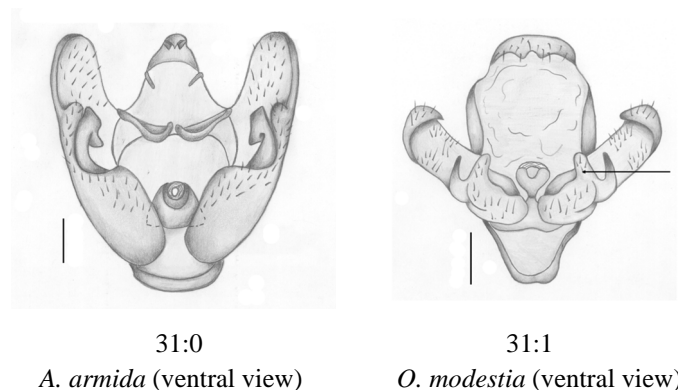 31:0
31:1
A. armida (ventral view)
O. modestia (ventral view)